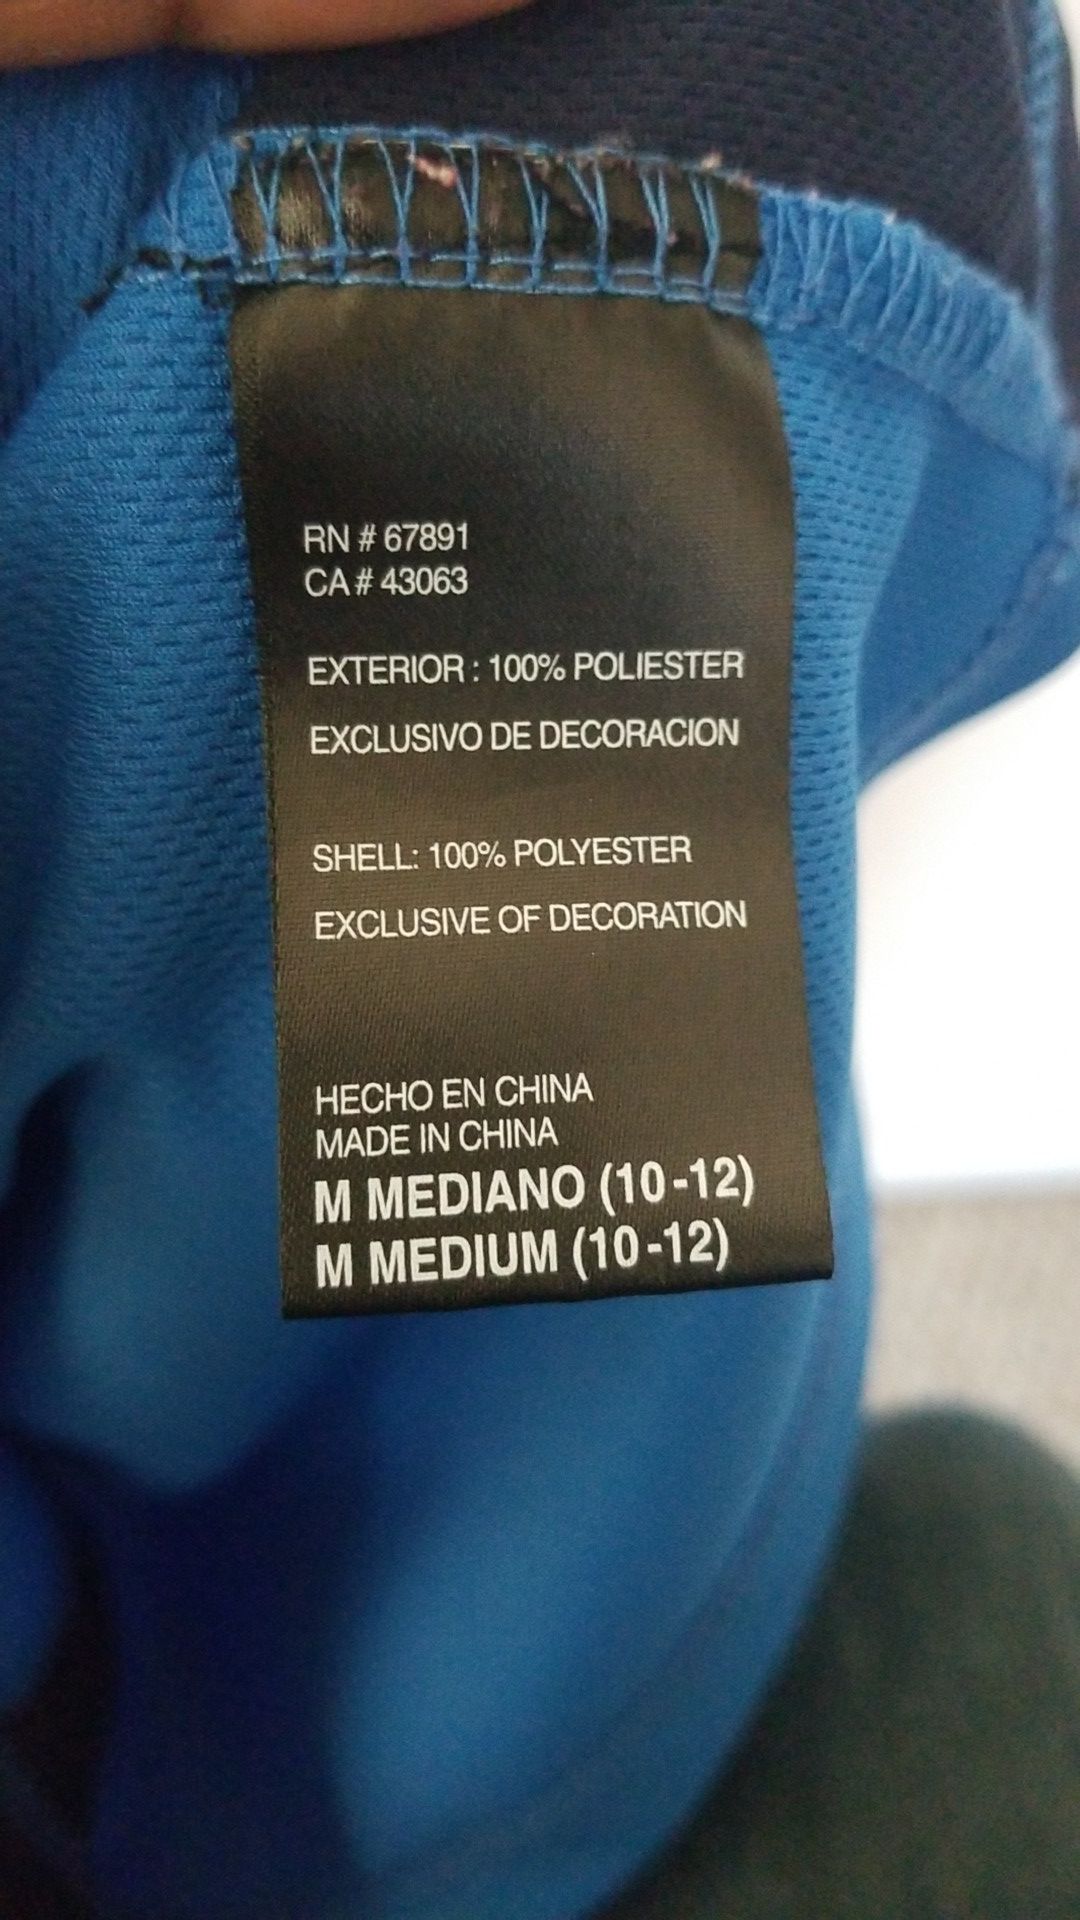 RN # 67891
CA # 43063
EXTERIOR : 100% POLIESTER
EXCLUSIVO DE DECORACION
SHELL: 100% POLYESTER
EXCLUSIVE OF DECORATION
HECHO EN CHINA
MADE IN CHINA
M MEDIANO (10-12)
M MEDIUM (10-12)